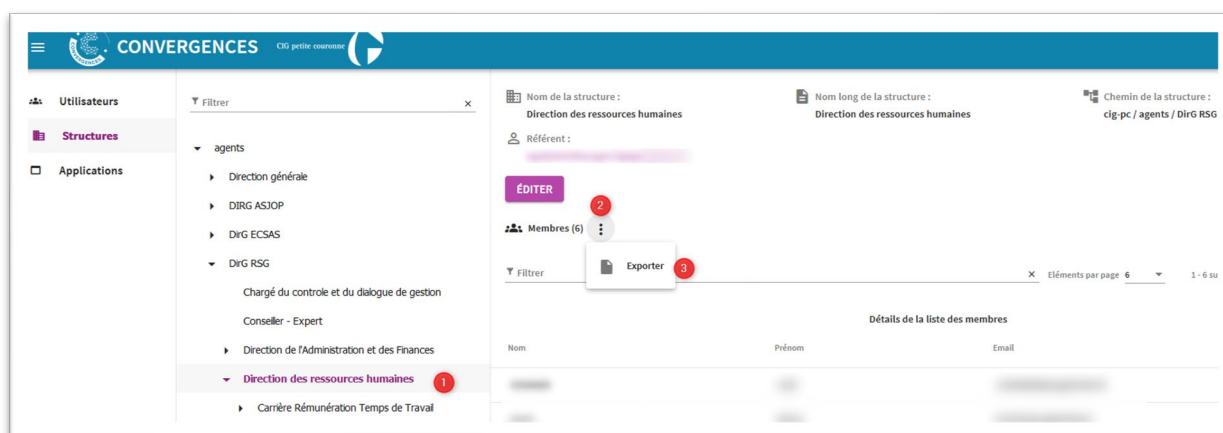 CONVERGENCES
CIG petite couronne
CONVERGENCES
Utilisateurs
Structures
Applications
Filtrer ×
agents
Direction générale
DIRG ASJOP
DirG ECSAS
DirG RSG
Chargé du controle et du dialogue de gestion
Conseiller - Expert
Direction de l'Administration et des Finances
Direction des ressources humaines 1
Carrière Rémunération Temps de Travail
Nom de la structure :
Direction des ressources humaines
Nom long de la structure :
Direction des ressources humaines
Chemin de la structure :
cig-pc / agents / DirG RSG
Référent :
ÉDITER
2
Membres (6)
Exporter 3
Filtrer × Eléments par page 6 1 - 6 su
Détails de la liste des membres
Nom Prénom Email